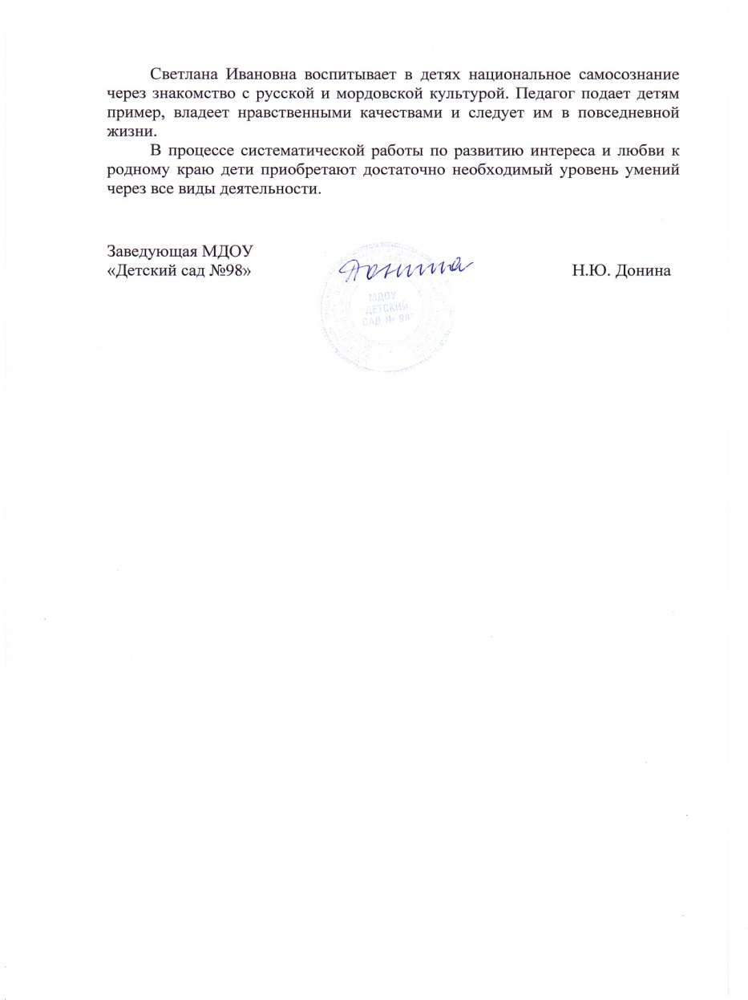 Светлана Ивановна воспитывает в детях национальное самосознание
через знакомство с русской и мордовской культурой. Педагог подает детям
пример, владеет нравственными качествами и следует им в повседневной
жизни.
В процессе систематической работы по развитию интереса и любви к
родному краю дети приобретают достаточно необходимый уровень умений
через все виды деятельности.
Заведующая МДОУ
«Детский сад №98»
Донина
Н.Ю. Донина
МДОУ
ДЕТСКИЙ
САД № 98